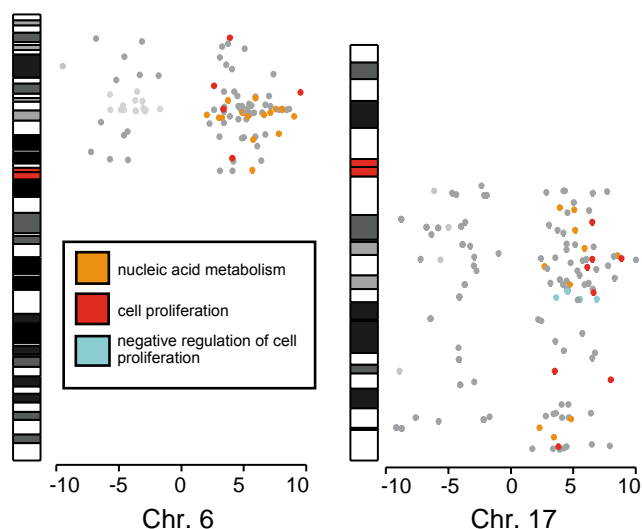 nucleic acid metabolism
cell proliferation
negative regulation of cell
proliferation
-10 -5 0 5 10
-10 -5 0 5 10
Chr. 6
Chr. 17